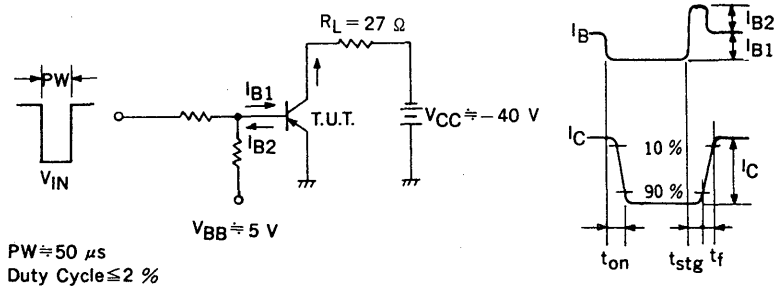 RL = 27 Ω
PW
VIN
IB1
IB2
T.U.T.
VCC≒−40 V
VBB≒5 V
PW≒50 μs
Duty Cycle≦2 %
IB
IB2
IB1
IC
10 %
90 %
IC
ton
tstg
tf